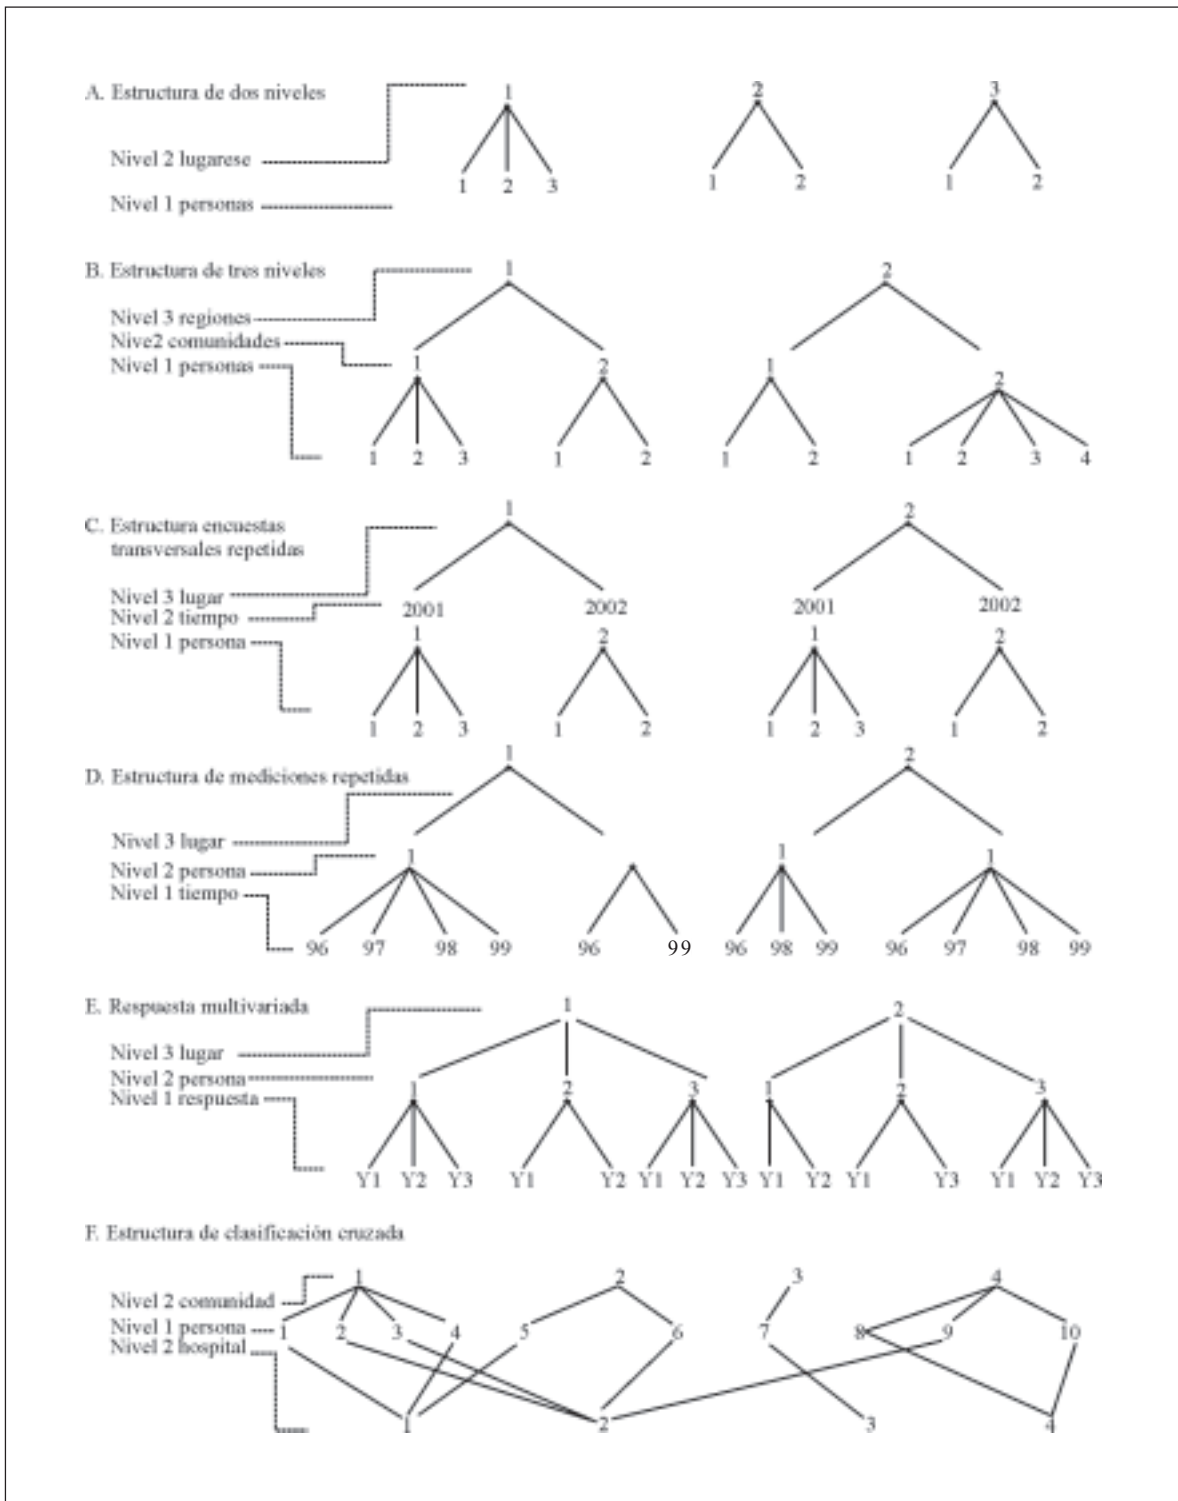 A. Estructura de dos niveles
1 2 3
Nivel 2 lugarese
1 2 3 1 2 1 2
Nivel 1 personas
B. Estructura de tres niveles
1 2
Nivel 3 regiones
Nive2 comunidades
Nivel 1 personas
1 2 1 2
1 2 3 1 2 1 2 1 2 3 4
C. Estructura encuestas
transversales repetidas
1 2
Nivel 3 lugar
Nivel 2 tiempo
2001 2002 2001 2002
Nivel 1 persona
1 2 1 2
1 2 3 1 2 1 2 3 1 2
D. Estructura de mediciones repetidas
1 2
Nivel 3 lugar
Nivel 2 persona
1 1 1
Nivel 1 tiempo
96 97 98 99 96 99 96 98 99 96 97 98 99
E. Respuesta multivariada
1 2
Nivel 3 lugar
Nivel 2 persona
Nivel 1 respuesta
1 2 3 1 2 3
Y1 Y2 Y3 Y1 Y2 Y1 Y2 Y3 Y1 Y2 Y1 Y3 Y1 Y2 Y3
F. Estructura de clasificación cruzada
1 2 3 4
Nivel 2 comunidad
Nivel 1 persona
1 2 3 4 5 6 7 8 9 10
Nivel 2 hospital
1 2 3 4